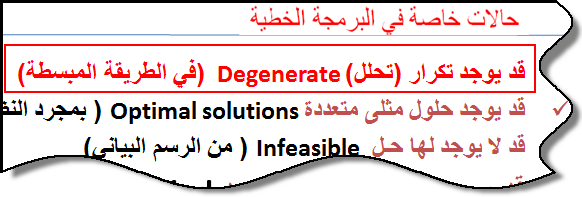 حالات خاصة في البرمجة الخطية
قد يوجد تكرار (تحلل) Degenerate (في الطريقة المبسطة)
✓ قد يوجد حلول مثلى متعددة Optimal solutions ( بمجرد
قد لا يوجد لها حل Infeasible ( من الرسم البياني)